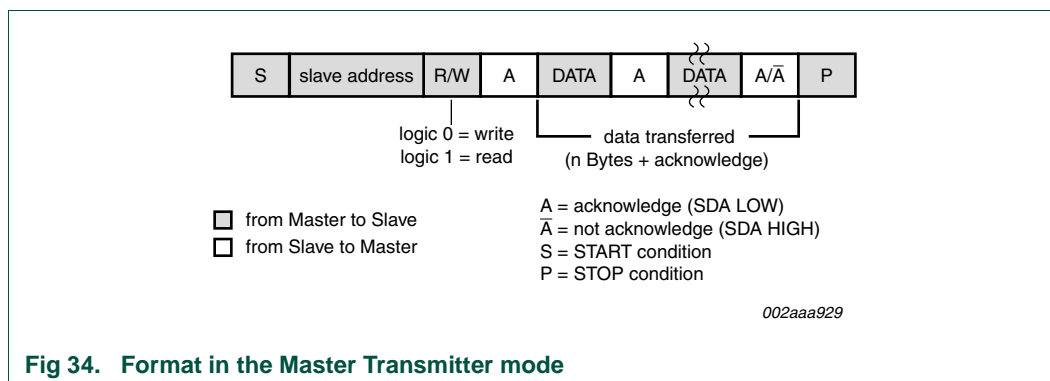 S slave address R/W A DATA A DATA A/A̅ P
logic 0 = write
logic 1 = read
data transferred
(n Bytes + acknowledge)
from Master to Slave
from Slave to Master
A = acknowledge (SDA LOW)
A̅ = not acknowledge (SDA HIGH)
S = START condition
P = STOP condition
002aaa929
Fig 34. Format in the Master Transmitter mode